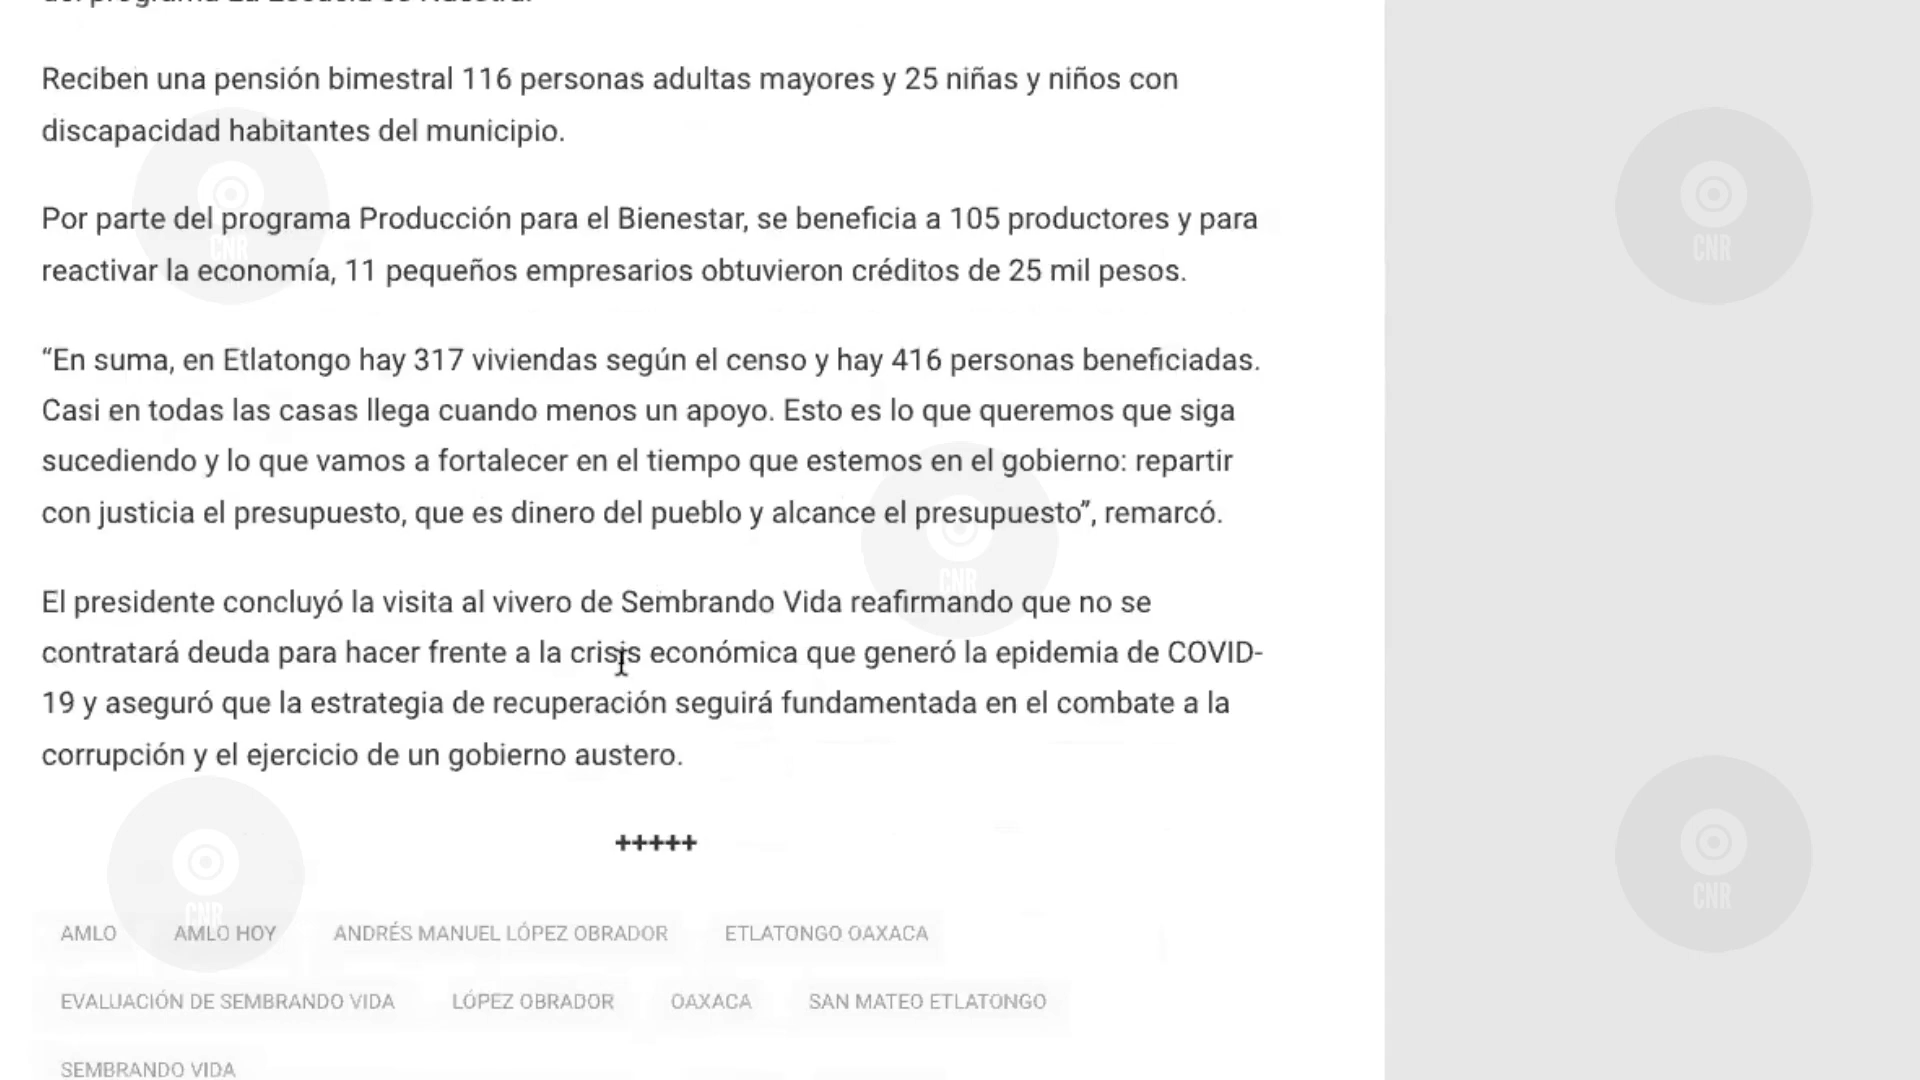 Reciben una pensión bimestral 116 personas adultas mayores y 25 niñas y niños con
discapacidad habitantes del municipio.
Por parte del programa Producción para el Bienestar, se beneficia a 105 productores y para
reactivar la economía, 11 pequeños empresarios obtuvieron créditos de 25 mil pesos.
“En suma, en Etlatongo hay 317 viviendas según el censo y hay 416 personas beneficiadas.
Casi en todas las casas llega cuando menos un apoyo. Esto es lo que queremos que siga
sucediendo y lo que vamos a fortalecer en el tiempo que estemos en el gobierno: repartir
con justicia el presupuesto, que es dinero del pueblo y alcance el presupuesto”, remarcó.
El presidente concluyó la visita al vivero de Sembrando Vida reafirmando que no se
contratará deuda para hacer frente a la crisis económica que generó la epidemia de COVID-
19 y aseguró que la estrategia de recuperación seguirá fundamentada en el combate a la
corrupción y el ejercicio de un gobierno austero.
+++++
AMLO AMLO HOY ANDRÉS MANUEL LÓPEZ OBRADOR ETLATONGO OAXACA
EVALUACIÓN DE SEMBRANDO VIDA LÓPEZ OBRADOR OAXACA SAN MATEO ETLATONGO
SEMBRANDO VIDA
CNR
CNR
CNR
CNR
CNR